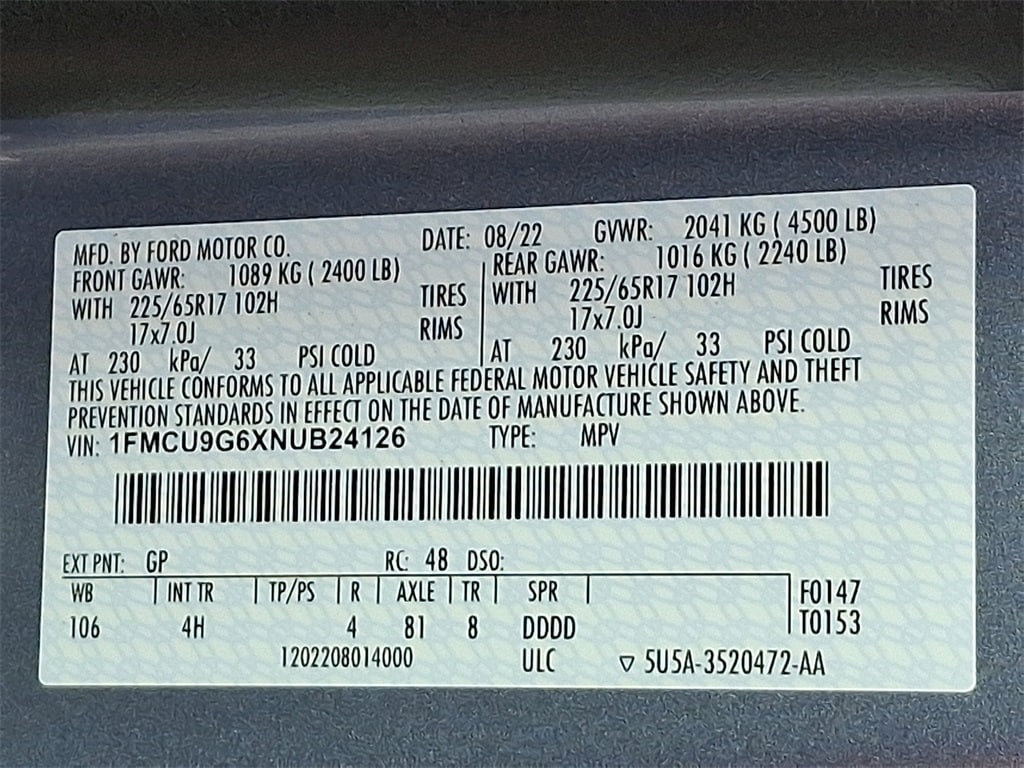 MFD. BY FORD MOTOR CO. DATE: 08/22 GVWR: 2041 KG ( 4500 LB)
FRONT GAWR: 1089 KG ( 2400 LB) REAR GAWR: 1016 KG ( 2240 LB)
WITH 225/65R17 102H TIRES WITH 225/65R17 102H TIRES
17x7.0J RIMS 17x7.0J RIMS
AT 230 kPa/ 33 PSI COLD AT 230 kPa/ 33 PSI COLD
THIS VEHICLE CONFORMS TO ALL APPLICABLE FEDERAL MOTOR VEHICLE SAFETY AND THEFT
PREVENTION STANDARDS IN EFFECT ON THE DATE OF MANUFACTURE SHOWN ABOVE.
VIN: 1FMCU9G6XNUB24126 TYPE: MPV
EXT PNT: GP RC: 48 DSO:
WB INT TR TP/PS R AXLE TR SPR F0147
106 4H 4 81 8 DDDD T0153
1202208014000 ULC ▽ 5U5A-3520472-AA